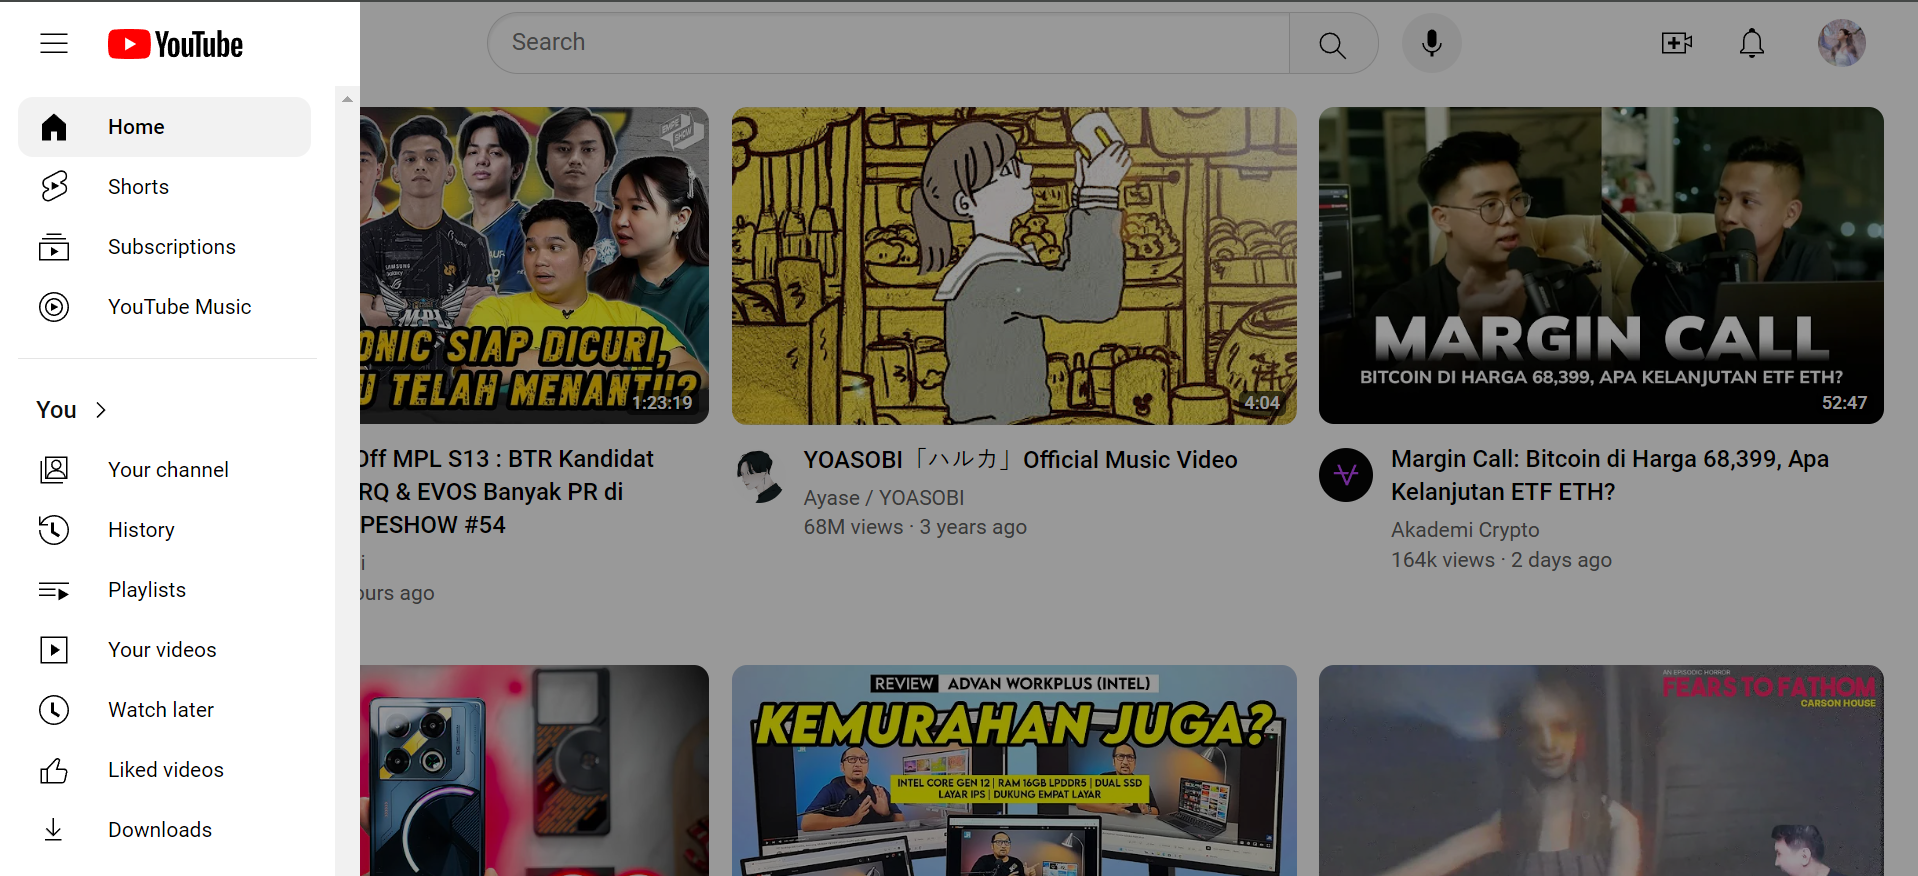 YouTube
Search
Home
Shorts
Subscriptions
YouTube Music
You
Your channel
History
Playlists
Your videos
Watch later
Liked videos
Downloads
EMPE SHOW
SAMSUNG
MPL
ONIC SIAP DICURI,
U TELAH MENANTI!?
1:23:19
Off MPL S13 : BTR Kandidat
RQ & EVOS Banyak PR di
PESHOW #54
i
ours ago
4:04
YOASOBI「ハルカ」Official Music Video
Ayase / YOASOBI
68M views · 3 years ago
MARGIN CALL
BITCOIN DI HARGA 68,399, APA KELANJUTAN ETF ETH?
52:47
Margin Call: Bitcoin di Harga 68,399, Apa
Kelanjutan ETF ETH?
Akademi Crypto
164k views · 2 days ago
REVIEW ADVAN WORKPLUS (INTEL)
KEMURAHAN JUGA?
INTEL CORE GEN 12 | RAM 16GB LPDDR5 | DUAL SSD
LAYAR IPS | DUKUNG EMPAT LAYAR
AN EPISODIC HORROR
FEARS TO FATHOM
CARSON HOUSE